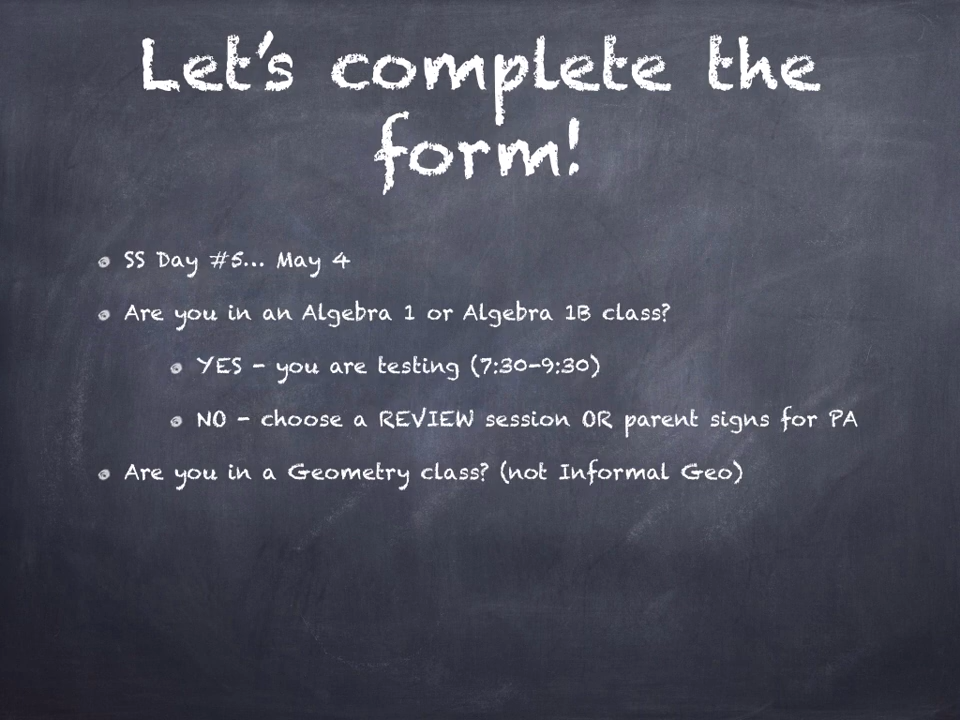 Let's complete the
form!
SS Day #5... May 4
Are you in an Algebra 1 or Algebra 1B class?
YES - you are testing (7:30-9:30)
NO - choose a REVIEW session OR parent signs for PA
Are you in a Geometry class? (not Informal Geo)